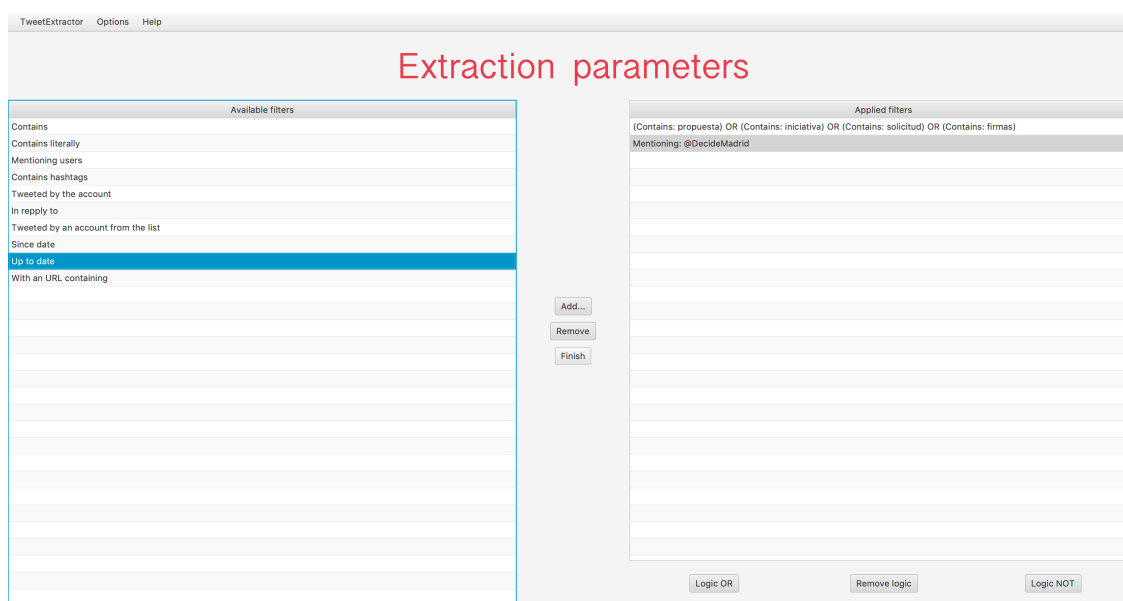 TweetExtractor Options Help
Extraction parameters
Available filters
Contains
Contains literally
Mentioning users
Contains hashtags
Tweeted by the account
In repply to
Tweeted by an account from the list
Since date
Up to date
With an URL containing
Add...
Remove
Finish
Applied filters
(Contains: propuesta) OR (Contains: iniciativa) OR (Contains: solicitud) OR (Contains: firmas)
Mentioning: @DecideMadrid
Logic OR Remove logic Logic NOT